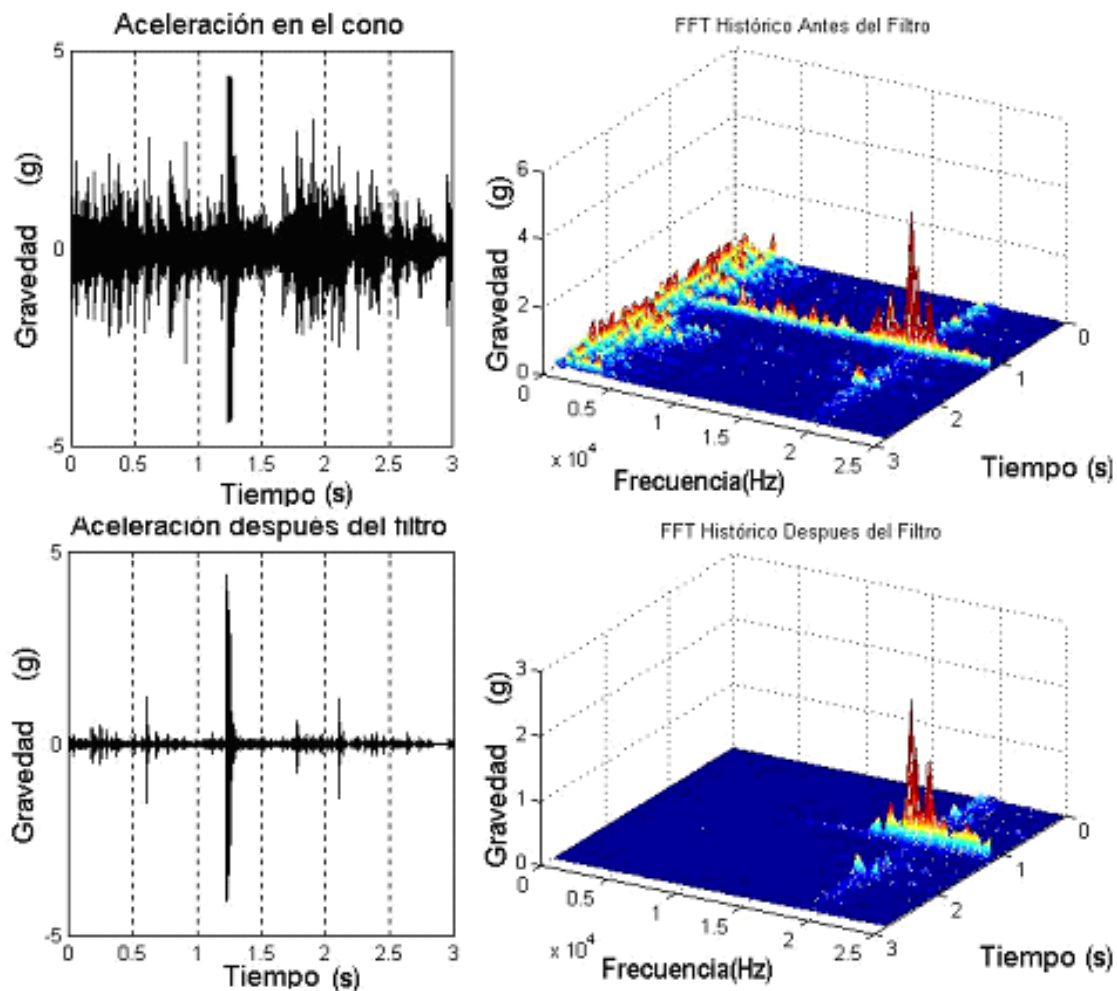 Aceleración en el cono
5
0
-5
Gravedad (g)
0 0.5 1 1.5 2 2.5 3
Tiempo (s)
FFT Histórico Antes del Filtro
6
4
2
0
Gravedad (g)
0 0.5 1 1.5 2 2.5
x 10^4
Frecuencia(Hz)
0
1
2
3
Tiempo (s)
Aceleración después del filtro
5
0
-5
Gravedad (g)
0 0.5 1 1.5 2 2.5 3
Tiempo (s)
FFT Histórico Despues del Filtro
3
2
1
0
Gravedad (g)
0 0.5 1 1.5 2 2.5
x 10^4
Frecuencia(Hz)
0
1
2
3
Tiempo (s)